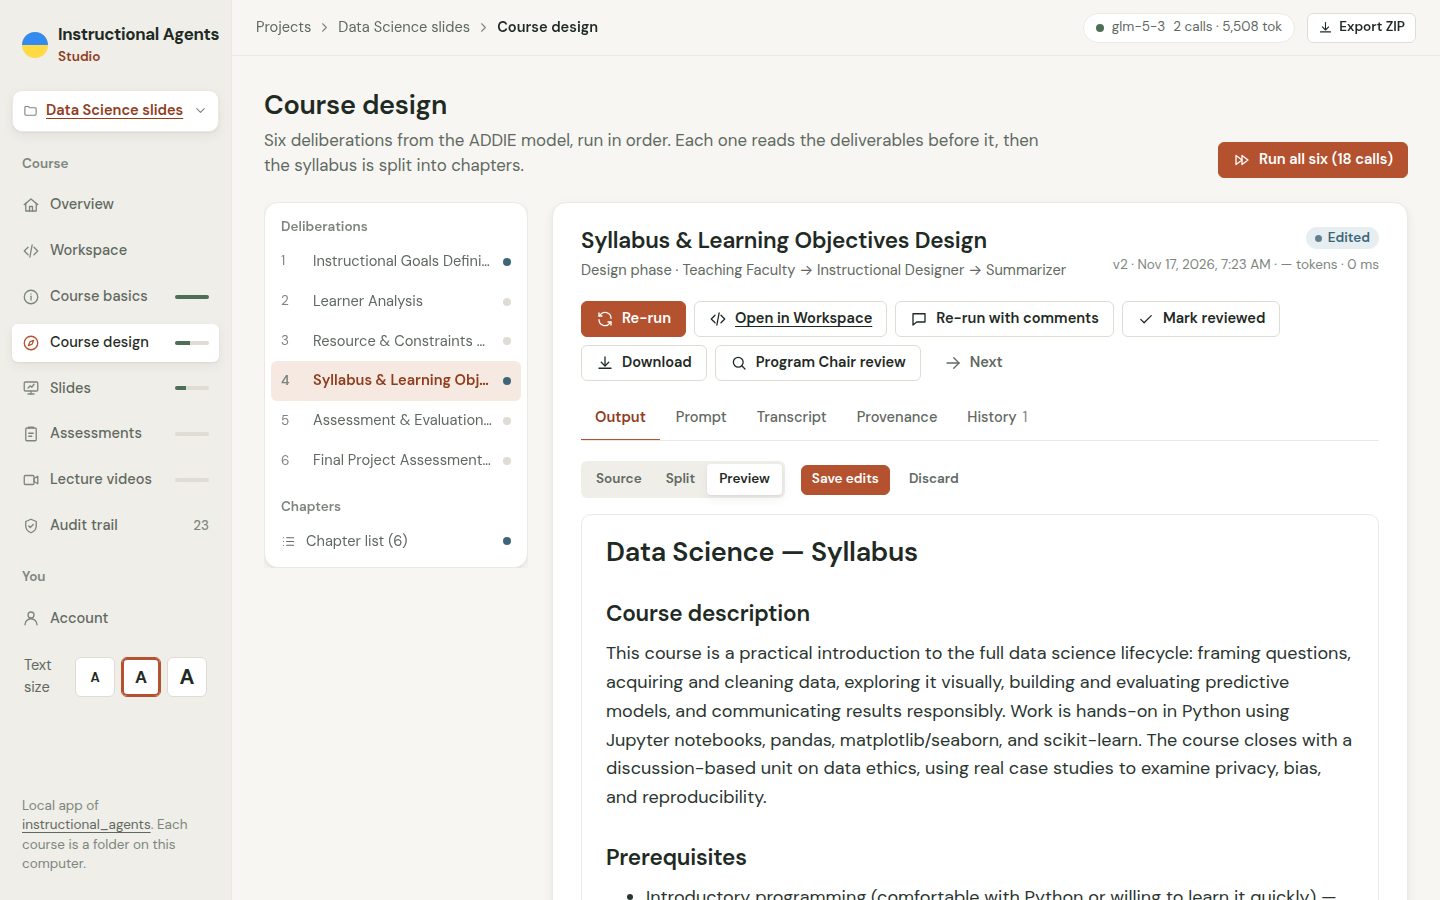 Instructional Agents
Studio
Data Science slides
Course
Overview
Workspace
Course basics
Course design
Slides
Assessments
Lecture videos
Audit trail 23
You
Account
Text
size
A A A
Local app of
instructional_agents. Each
course is a folder on this
computer.
Projects > Data Science slides > Course design
glm-5-3 2 calls · 5,508 tok
Export ZIP
Course design
Six deliberations from the ADDIE model, run in order. Each one reads the deliverables before it, then
the syllabus is split into chapters.
Run all six (18 calls)
Deliberations
1 Instructional Goals Defini...
2 Learner Analysis
3 Resource & Constraints ...
4 Syllabus & Learning Obj...
5 Assessment & Evaluation...
6 Final Project Assessment...
Chapters
Chapter list (6)
Syllabus & Learning Objectives Design
Edited
Design phase · Teaching Faculty → Instructional Designer → Summarizer
v2 · Nov 17, 2026, 7:23 AM · — tokens · 0 ms
Re-run
Open in Workspace
Re-run with comments
Mark reviewed
Download
Program Chair review
Next
Output Prompt Transcript Provenance History 1
Source Split Preview Save edits Discard
Data Science — Syllabus
Course description
This course is a practical introduction to the full data science lifecycle: framing questions,
acquiring and cleaning data, exploring it visually, building and evaluating predictive
models, and communicating results responsibly. Work is hands-on in Python using
Jupyter notebooks, pandas, matplotlib/seaborn, and scikit-learn. The course closes with a
discussion-based unit on data ethics, using real case studies to examine privacy, bias,
and reproducibility.
Prerequisites
• Introductory programming (comfortable with Python or willing to learn it quickly) —